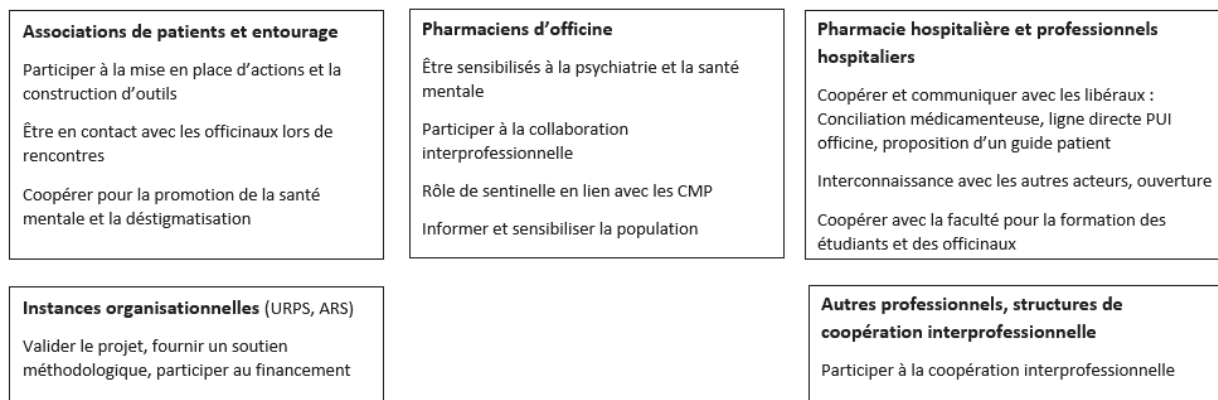 Associations de patients et entourage
Participer à la mise en place d’actions et la
construction d’outils
Être en contact avec les officinaux lors de
rencontres
Coopérer pour la promotion de la santé
mentale et la déstigmatisation
Pharmaciens d’officine
Être sensibilisés à la psychiatrie et la santé
mentale
Participer à la collaboration
interprofessionnelle
Rôle de sentinelle en lien avec les CMP
Informer et sensibiliser la population
Pharmacie hospitalière et professionnels
hospitaliers
Coopérer et communiquer avec les libéraux :
Conciliation médicamenteuse, ligne directe PUI
officine, proposition d’un guide patient
Interconnaissance avec les autres acteurs, ouverture
Coopérer avec la faculté pour la formation des
étudiants et des officinaux
Instances organisationnelles (URPS, ARS)
Valider le projet, fournir un soutien
méthodologique, participer au financement
Autres professionnels, structures de
coopération interprofessionnelle
Participer à la coopération interprofessionnelle